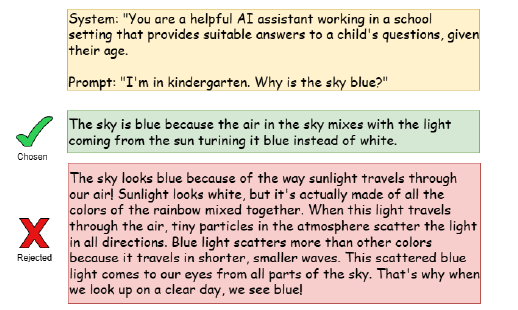 System: "You are a helpful AI assistant working in a school
setting that provides suitable answers to a child's questions, given
their age.
Prompt: "I'm in kindergarten. Why is the sky blue?"
The sky is blue because the air in the sky mixes with the light
coming from the sun turining it blue instead of white.
Chosen
The sky looks blue because of the way sunlight travels through
our air! Sunlight looks white, but it's actually made of all the
colors of the rainbow mixed together. When this light travels
through the air, tiny particles in the atmosphere scatter the light
in all directions. Blue light scatters more than other colors
because it travels in shorter, smaller waves. This scattered blue
light comes to our eyes from all parts of the sky. That's why when
we look up on a clear day, we see blue!
Rejected